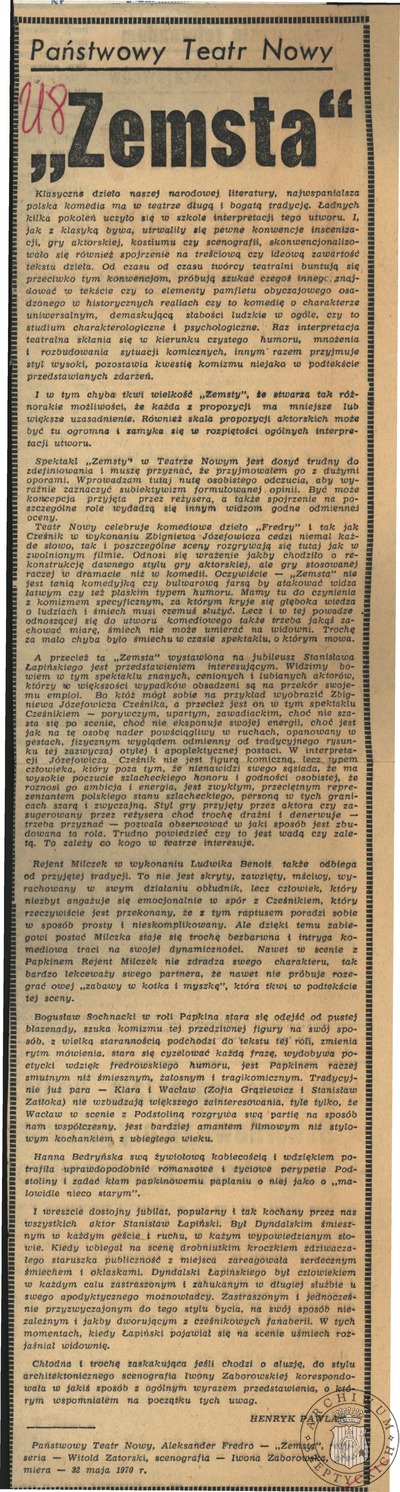 Państwowy Teatr Nowy
U8
„Zemsta“
Klasyczne dzieło naszej narodowej literatury, najwspanialsza
polska komedia ma w teatrze długą i bogatą tradycję. Ładnych
kilka pokoleń uczyło się w szkole interpretacji tego utworu. I,
jak z klasyką bywa, utrwaliły się pewne konwencje inscenizacji,
gry aktorskiej, kostiumu czy scenografii, skonwencjonalizo-
wało się również spojrzenie na treściową czy ideową zawartość
tekstu dzieła. Od czasu do czasu twórcy teatralni buntują się
przeciwko tym konwencjom, próbują szukać czegoś innego, znaj-
dować w tekście czy to elementy pamfletu obyczajowego osa-
dzonego w historycznych realiach czy to komedię o charakterze
uniwersalnym, demaskującą słabości ludzkie w ogóle, czy to
studium charakterologiczne i psychologiczne. Raz interpretacja
teatralna skłania się w kierunku czystego humoru, mnożenia
i rozbudowania sytuacji komicznych, innym razem przyjmuje
styl wysoki, pozostawia kwestię komizmu niejako w podtekście
przedstawianych zdarzeń.
I w tym chyba tkwi wielkość „Zemsty”, że stwarza tak róż-
norakie możliwości, że każda z propozycji ma mniejsze lub
większe uzasadnienie. Również skala propozycji aktorskich może
być tu ogromna i zamyka się w rozpiętości ogólnych interpre-
tacji utworu.
Spektakl „Zemsty” w Teatrze Nowym jest dosyć trudny do
zdefiniowania i muszę przyznać, że przyjmowałem go z dużymi
oporami. Wprowadzam tutaj nutę osobistego odczucia, aby wy-
raźnie zaznaczyć subiektywizm formułowanej opinii. Być może
koncepcja przyjęta przez reżysera, a także spojrzenie na po-
szczególne role wydadzą się innym widzom godne odmiennej
oceny.
Teatr Nowy celebruje komediowe dzieło „Fredry” i tak jak
Cześnik w wykonaniu Zbigniewa Józefowicza cedzi niemal każ-
de słowo, tak i poszczególne sceny rozgrywają się tutaj jak w
zwolnionym filmie. Odnosi się wrażenie jakby chodziło o re-
konstrukcję dawnego stylu gry aktorskiej, ale gry stosowanej
raczej w dramacie niż w komedii. Oczywiście — „Zemsta” nie
jest tanią komedyjką czy bulwarową farsą by atakować widza
łatwym czy też płaskim typem humoru. Mamy tu do czynienia
z komizmem specyficznym, za którym kryje się głęboka wiedza
o ludziach i śmiech musi czemuś służyć. Lecz i w tej powadze
odnoszącej się do utworu komediowego także trzeba jakąś za-
chować miarę, śmiech nie może umierać na widowni. Trochę
za mało chyba było śmiechu w czasie spektaklu, o którym mowa.
A przecież ta „Zemsta” wystawiona na jubileusz Stanisława
Łapińskiego jest przedstawieniem interesującym. Widzimy bo-
wiem w tym spektaklu znanych, cenionych i lubianych aktorów,
którzy w większości wypadków obsadzeni są na przekór swoje-
mu emploi. Bo któż mógł sobie na przykład wyobrazić Zbig-
niewa Józefowicza Cześnika, a przecież jest on w tym spektaklu
Cześnikiem — porywczym, upartym, zawadiackim, choć nie sza-
sta się po scenie, choć nie eksponuje swojej energii, choć jest
jak na tę osobę nader powściągliwy w ruchach, opanowany w
gestach, fizycznym wyglądem odmienny od tradycyjnego rysun-
ku tej zazwyczaj otyłej i apoplektycznej postaci. W interpreta-
cji Józefowicza Cześnik nie jest figurą komiczną, lecz typem
człowieka, który poza tym, że nienawidzi swego sąsiada, że ma
wysokie poczucie szlacheckiego honoru i godności osobistej, że
roznosi go ambicja i energia, jest zwykłym, przeciętnym repre-
zentantem polskiego stanu szlacheckiego, personą w tych grani-
cach szarą i zwyczajną. Styl gry przyjęty przez aktora czy za-
sugerowany przez reżysera choć trochę drażni i denerwuje —
trzeba przyznać — pozwala obserwować w jaki sposób jest zbu-
dowana ta rola. Trudno powiedzieć czy to jest wadą czy zale-
tą. To zależy co kogo w teatrze interesuje.
Rejent Milczek w wykonaniu Ludwika Benoit także odbiega
od przyjętej tradycji. To nie jest skryty, zawzięty, mściwy, wy-
rachowany w swym działaniu obłudnik, lecz człowiek, który
niezbyt angażuje się emocjonalnie w spór z Cześnikiem, który
rzeczywiście jest przekonany, że z tym raptusem poradzi sobie
w sposób prosty i nieskomplikowany. Ale dzięki temu zabie-
gowi postać Milczka staje się trochę bezbarwna i intryga ko-
mediowa traci na swojej dynamiczności. Nawet w scenie z
Papkinem Rejent Milczek nie zdradza swego charakteru, tak
bardzo lekceważy swego partnera, że nawet nie próbuje roze-
grać owej „zabawy w kotka i myszkę”, która tkwi w podtekście
tej sceny.
Bogusław Sochnacki w roli Papkina stara się odejść od pustej
błazenady, szuka komizmu tej przedziwnej figury na swój spo-
sób, z wielką starannością podchodzi do tekstu tej roli, zmienia
rytm mówienia, stara się cyzelować każdą frazę, wydobywa po-
etycki wdzięk fredrowskiego humoru, jest Papkinem raczej
smutnym niż śmiesznym, żałosnym i tragikomicznym. Tradycyj-
nie już para — Klara i Wacław (Zofia Grąziewicz i Stanisław
Zatłoka) nie wzbudzają większego zainteresowania, tyle tylko, że
Wacław w scenie z Podstoliną rozgrywa swą partię na sposób
nam współczesny, jest bardziej amantem filmowym niż stylo-
wym kochankiem z ubiegłego wieku.
Hanna Bedryńska swą żywiołową kobiecością i wdziękiem po-
trafiła uprawdopodobnić romansowe i życiowe perypetie Pod-
stoliny i zadać kłam papkinowemu paplaniu o niej jako o „ma-
lowidle nieco starym”.
I wreszcie dostojny jubilat, popularny i tak kochany przez nas
wszystkich aktor Stanisław Łapiński. Był Dyndalskim śmiesz-
nym w każdym geście i ruchu, w każym wypowiedzianym sło-
wie. Kiedy wbiegał na scenę drobniutkim kroczkiem zdziwacza-
łego staruszka publiczność z miejsca zareagowała serdecznym
śmiechem i oklaskami. Dyndalski Łapińskiego był człowiekiem
w każdym calu zastraszonym i zahukanym w długiej służbie u
swego apodyktycznego możnowładcy. Zastraszonym i jednocześ-
nie przyzwyczajonym do tego stylu bycia, na swój sposób nie-
zależnym i jakby dworującym z cześnikowych fanaberii. W tych
momentach, kiedy Łapiński pojawiał się na scenie uśmiech roz-
jaśniał widownię.
Chłodna i trochę zaskakująca jeśli chodzi o aluzję, do stylu
architektonicznego scenografia Iwony Zaborowskiej korespondo-
wała w jakiś sposób z ogólnym wyrazem przedstawienia, o któ-
rym wspomniałem na początku tych uwag.
HENRYK PAWLAK
Państwowy Teatr Nowy, Aleksander Fredro — „Zemsta”,
seria — Witold Zatorski, scenografia — Iwona Zaborowska,
miera — 22 maja 1970 r.
ARCHIWUM
SZEPTYCKICH